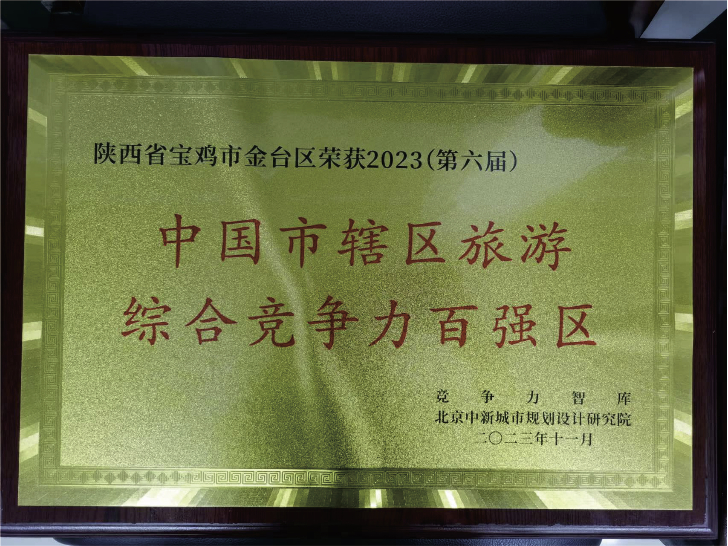 陕西省宝鸡市金台区荣获2023(第六届)
中国市辖区旅游
综合竞争力百强区
竞争力智库
北京中新城市规划设计研究院
二〇二三年十一月